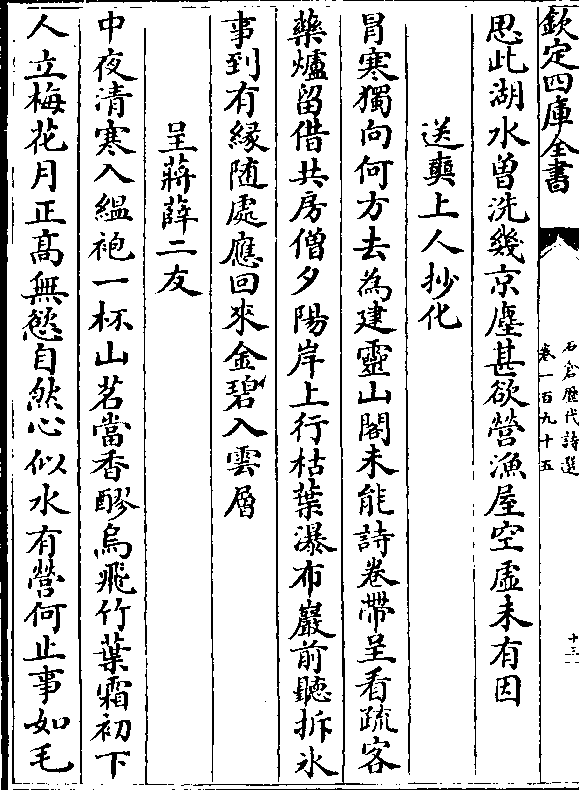 欽定四庫全書
石倉歷代詩選
卷一百九十五
十三
思此湖水曽洗幾京塵甚欲營漁屋空虛未有因
送奭上人抄化
冐寒獨向何方去為建靈山閣未能詩卷帶呈看疏客
藥爐留借共房僧夕陽岸上行枯葉瀑布巖前聽拆氷
事到有緣随處應回來金碧入雲層
呈蔣薛二友
中夜清寒入緼袍一杯山茗當香醪鳥飛竹葉霜初下
人立梅花月正髙無慾自然心似水有營何止事如毛